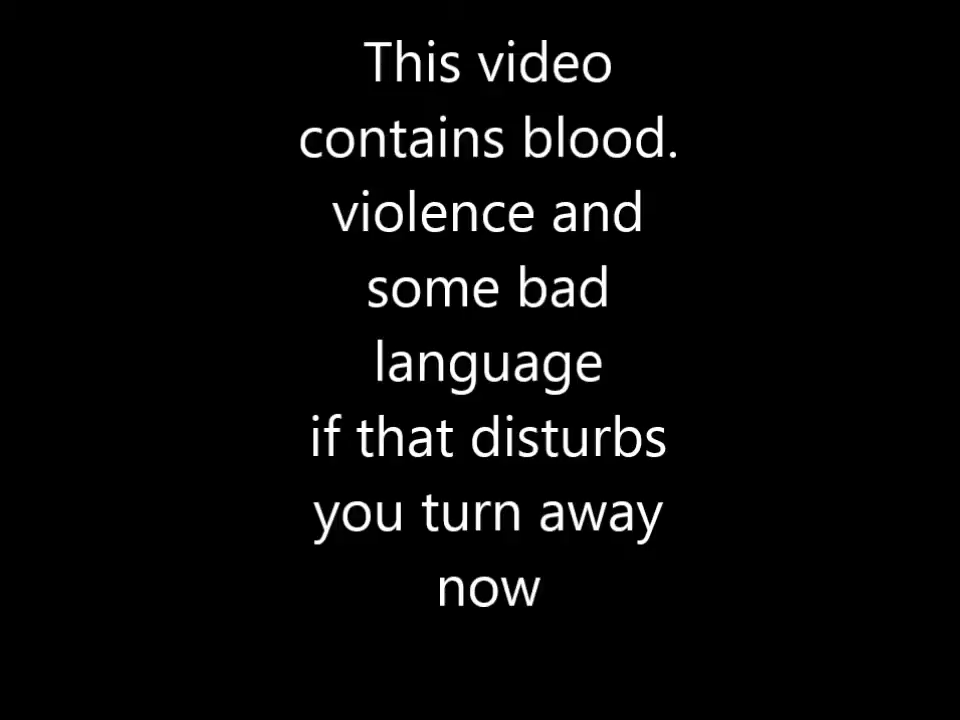 This video
contains blood.
violence and
some bad
language
if that disturbs
you turn away
now